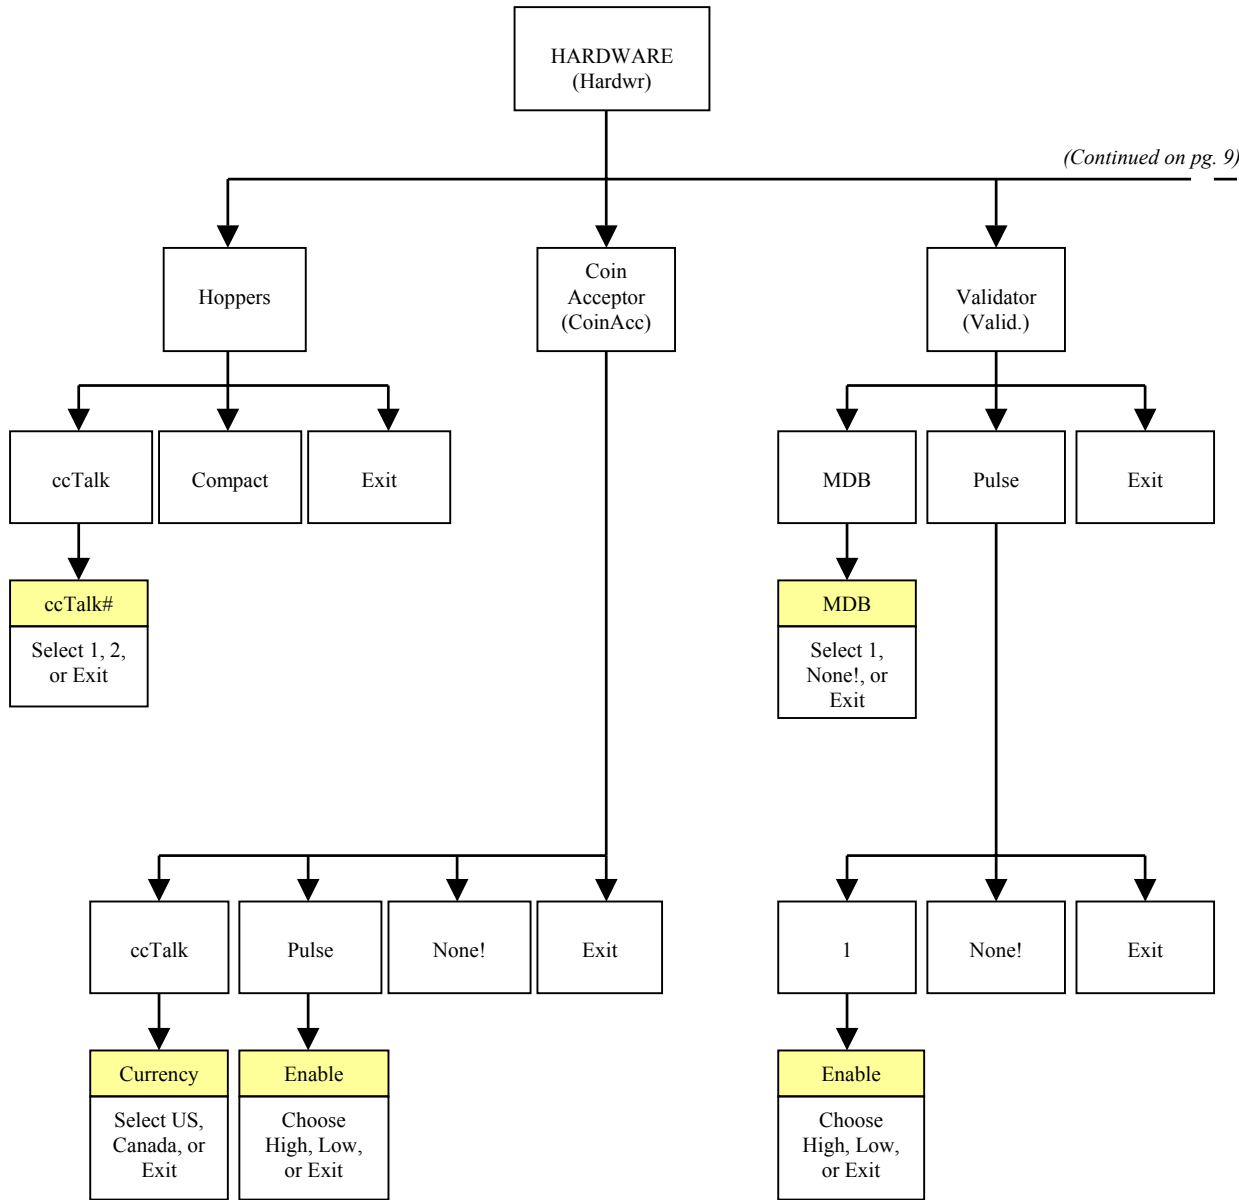 HARDWARE
(Hardwr)
(Continued on pg. 9)
Hoppers
Coin
Acceptor
(CoinAcc)
Validator
(Valid.)
ccTalk
Compact
Exit
MDB
Pulse
Exit
ccTalk#
Select 1, 2,
or Exit
MDB
Select 1,
None!, or
Exit
ccTalk
Pulse
None!
Exit
1
None!
Exit
Currency
Select US,
Canada, or
Exit
Enable
Choose
High, Low,
or Exit
Enable
Choose
High, Low,
or Exit